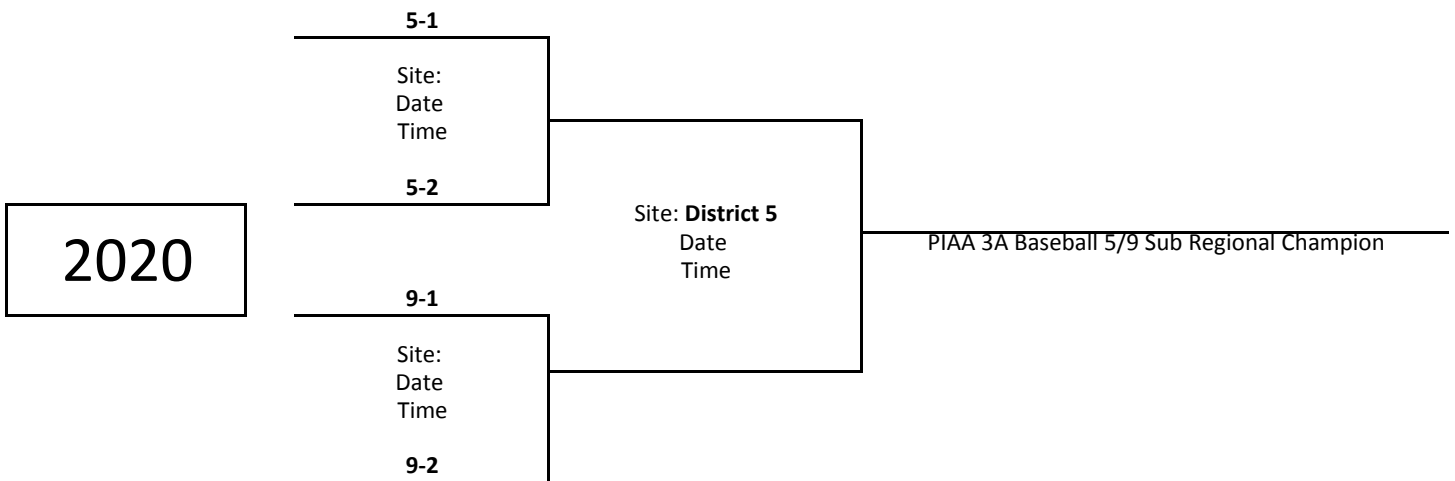 5-1
Site:
Date
Time
5-2
2020
Site: District 5
Date
Time
PIAA 3A Baseball 5/9 Sub Regional Champion
9-1
Site:
Date
Time
9-2